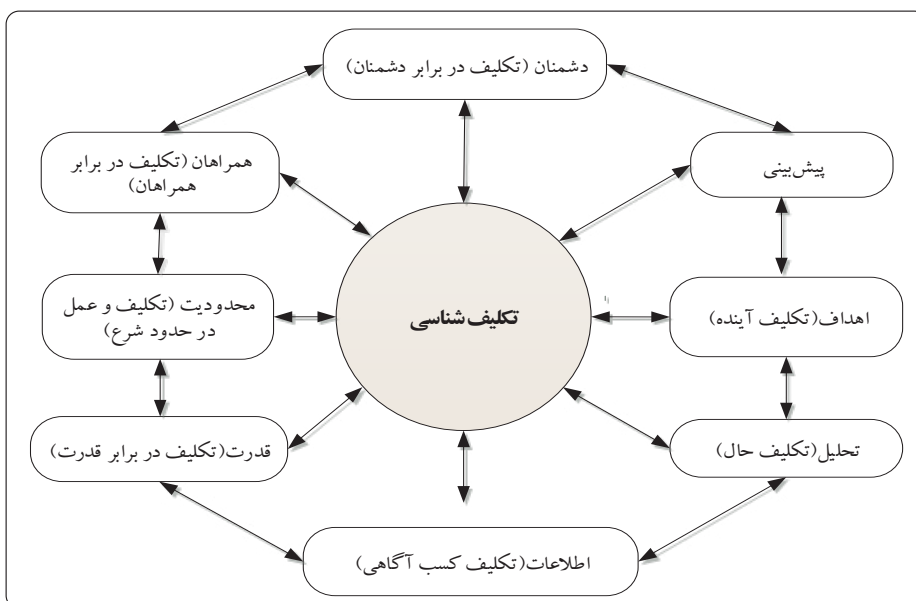 دشمنان (تکلیف در برابر دشمنان)
پیش‌بینی
همراهان (تکلیف در برابر
همراهان)
اهداف(تکلیف آینده)
تکلیف‌شناسی
محدودیت (تکلیف و عمل
در حدود شرع)
تحلیل(تکلیف حال)
قدرت(تکلیف در برابر قدرت)
اطلاعات(تکلیف کسب آگاهی)